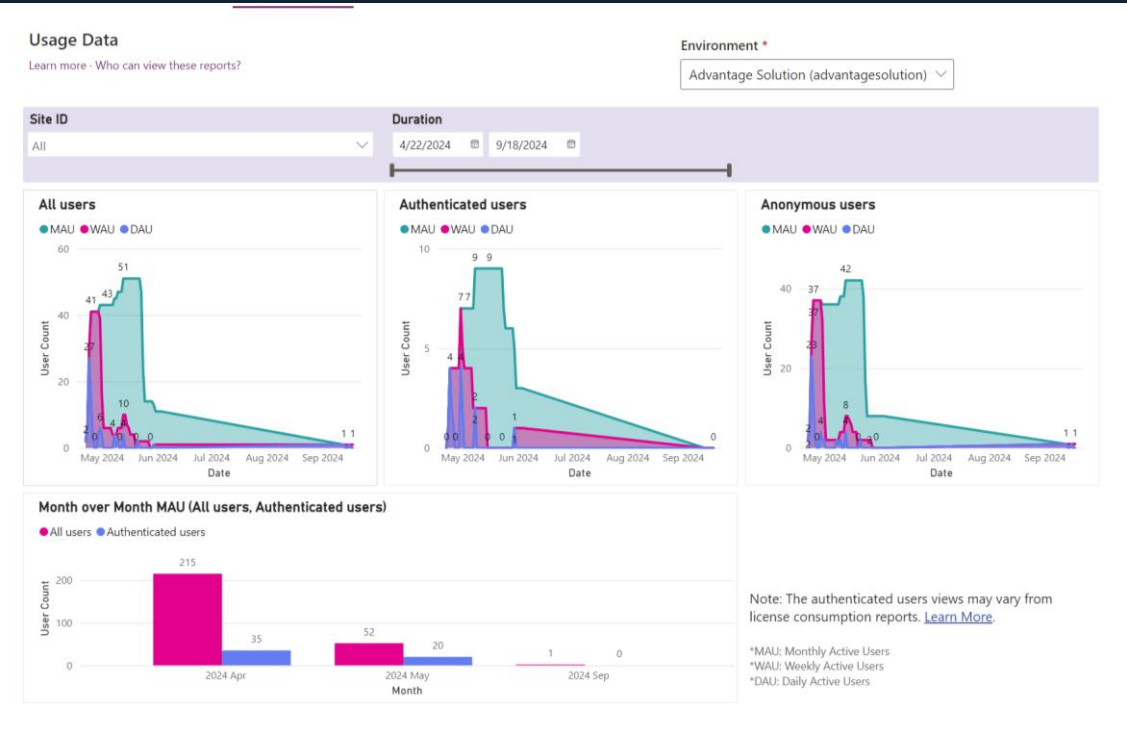 Usage Data
Learn more · Who can view these reports?
Environment *
Advantage Solution (advantagesolution)
Site ID
All
Duration
4/22/2024 9/18/2024
All users
MAU WAU DAU
60
40
20
0
User Count
51
43
41
27
10
6
4
4
2
0
0
0
0
1 1
May 2024 Jun 2024 Jul 2024 Aug 2024 Sep 2024
Date
Authenticated users
MAU WAU DAU
10
5
0
User Count
9 9
7 7
4
4
2
2
0 0
0
0
1
1
0
May 2024 Jun 2024 Jul 2024 Aug 2024 Sep 2024
Date
Anonymous users
MAU WAU DAU
40
20
0
User Count
42
37
37
23
8
4
4
2
0
0
0
0
1 1
May 2024 Jun 2024 Jul 2024 Aug 2024 Sep 2024
Date
Month over Month MAU (All users, Authenticated users)
All users Authenticated users
200
100
0
User Count
215
35
52
20
1
0
2024 Apr 2024 May 2024 Sep
Month
Note: The authenticated users views may vary from
license consumption reports. Learn More.
*MAU: Monthly Active Users
*WAU: Weekly Active Users
*DAU: Daily Active Users